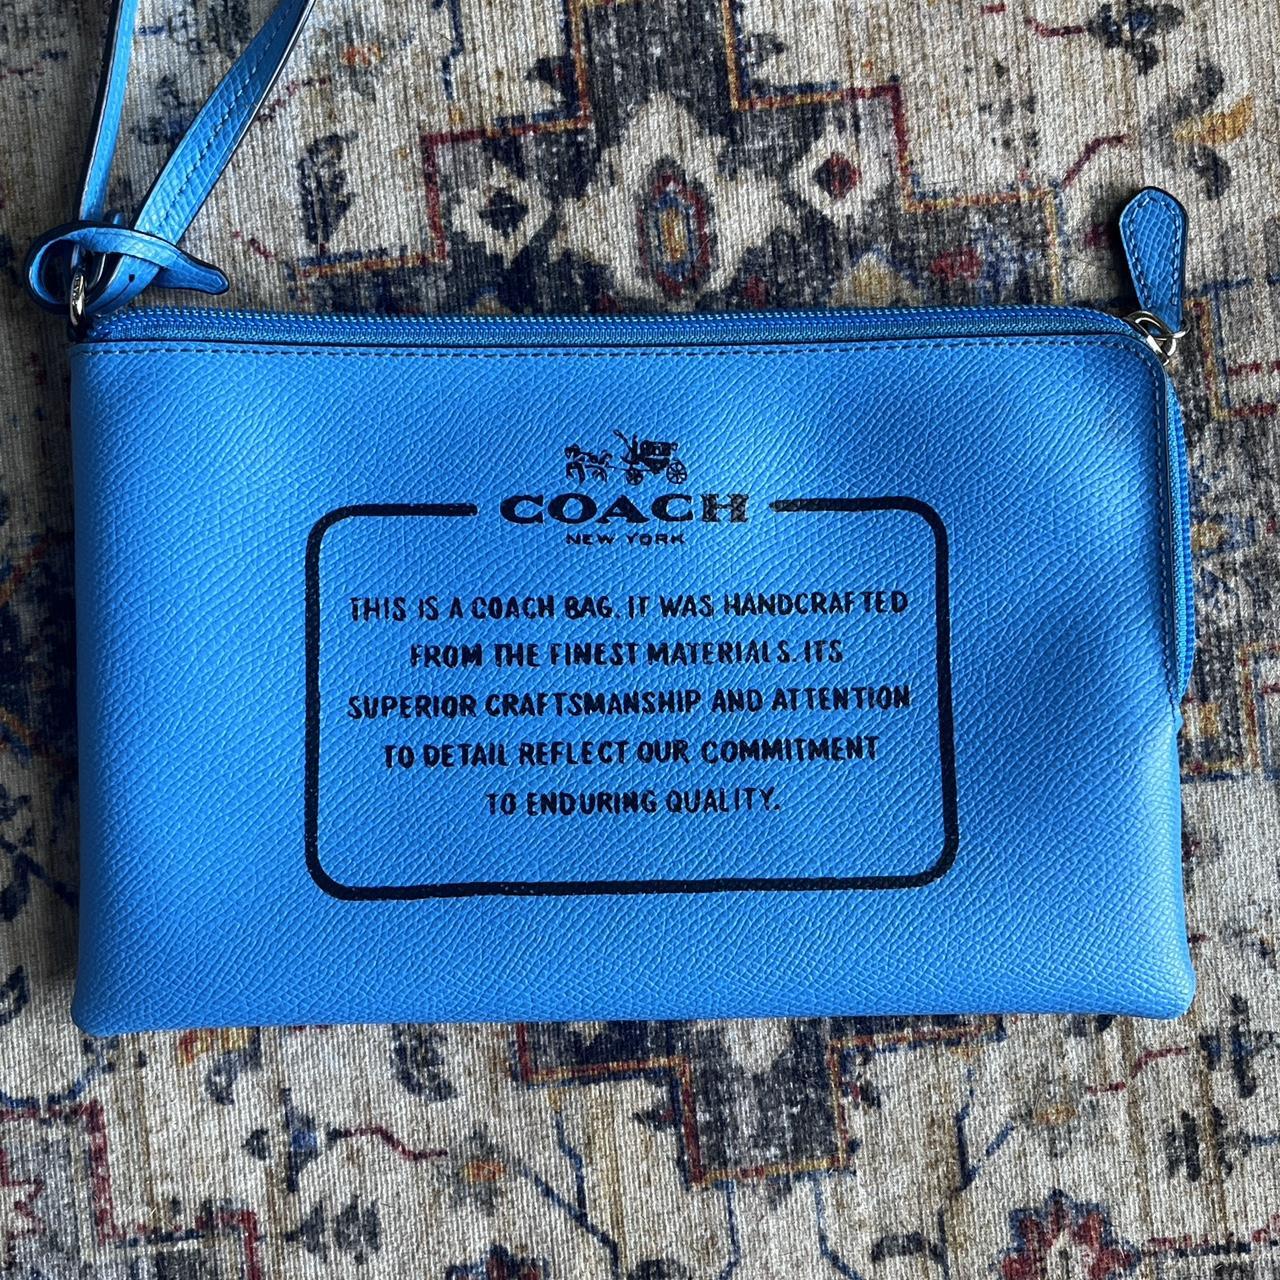 COACH
NEW YORK
THIS IS A COACH BAG. IT WAS HANDCRAFTED
FROM THE FINEST MATERIALS. ITS
SUPERIOR CRAFTSMANSHIP AND ATTENTION
TO DETAIL REFLECT OUR COMMITMENT
TO ENDURING QUALITY.